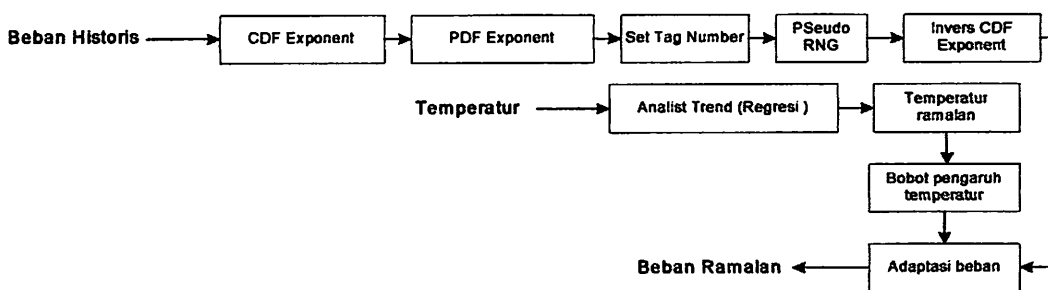 Beban Historis
CDF Exponent
PDF Exponent
Set Tag Number
PSeudo
RNG
Invers CDF
Exponent
Temperatur
Analist Trend (Regresi )
Temperatur
ramalan
Bobot pengaruh
temperatur
Beban Ramalan
Adaptasi beban